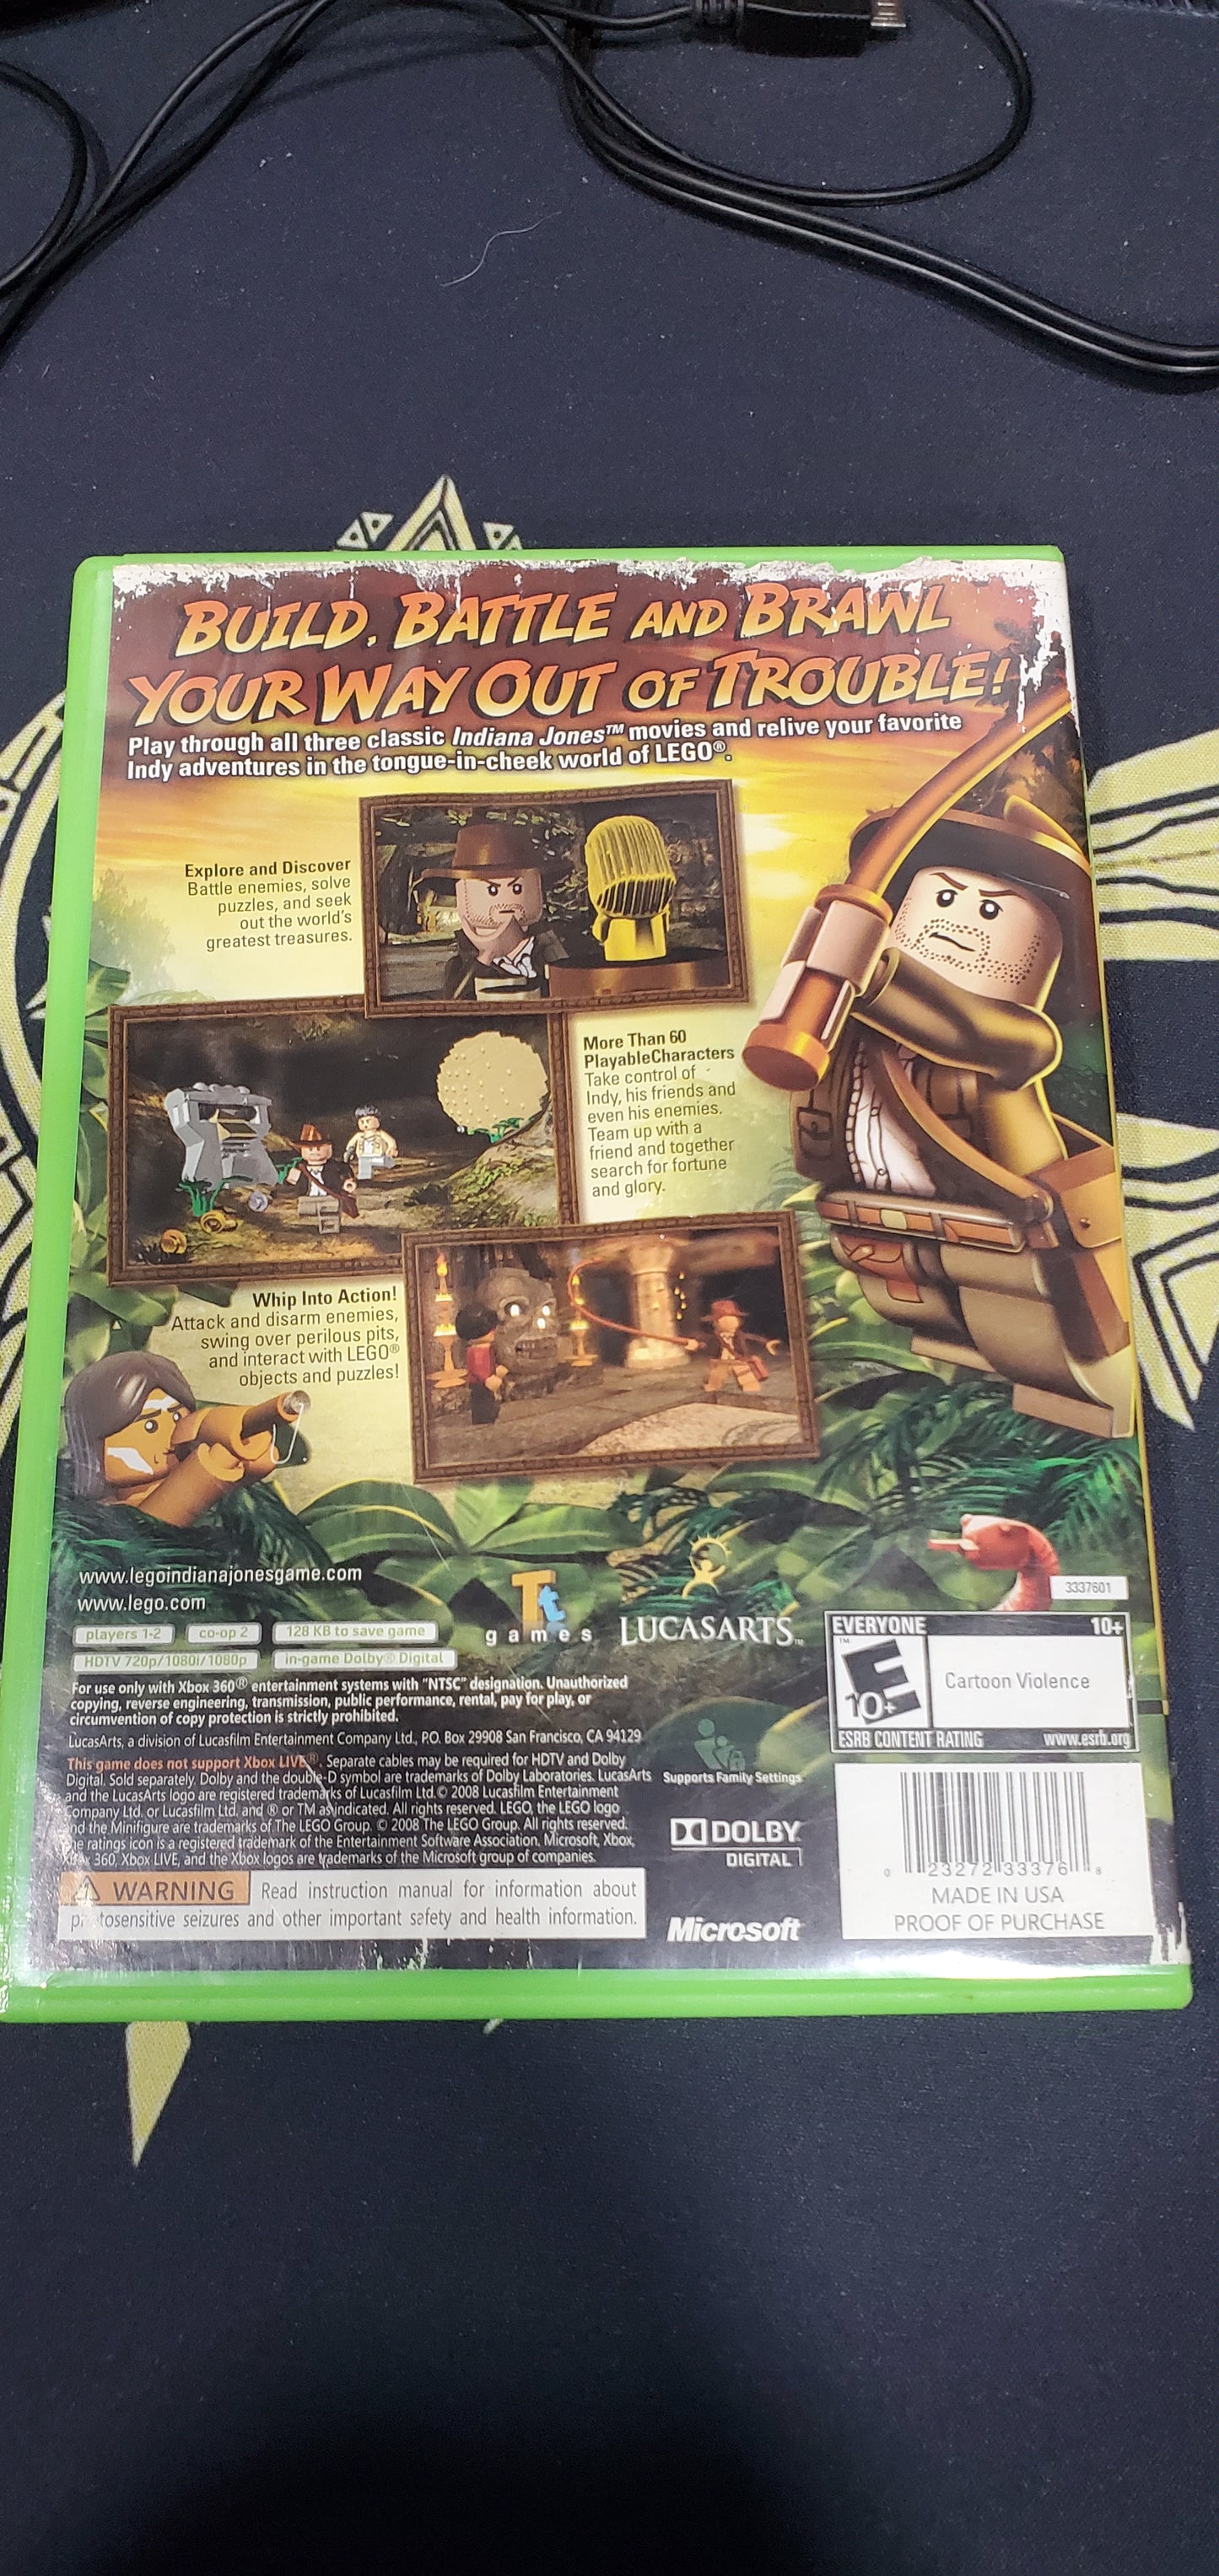 BUILD, BATTLE AND BRAWL
YOUR WAY OUT OF TROUBLE!
Play through all three classic Indiana Jones™ movies and relive your favorite
Indy adventures in the tongue-in-cheek world of LEGO®.
Explore and Discover
Battle enemies, solve
puzzles, and seek
out the world's
greatest treasures.
More Than 60
Playable Characters
Take control of
Indy, his friends and
even his enemies.
Team up with a
friend and together
search for fortune
and glory.
Whip Into Action!
Attack and disarm enemies,
swing over perilous pits,
and interact with LEGO®
objects and puzzles!
www.legoindianajonesgame.com
www.lego.com
players 1-2 co-op 2 128 KB to save game
HDTV 720p/1080i/1080p in-game Dolby® Digital
Tt games LUCASARTS™
3337601
For use only with Xbox 360® entertainment systems with "NTSC" designation. Unauthorized
copying, reverse engineering, transmission, public performance, rental, pay for play, or
circumvention of copy protection is strictly prohibited.
LucasArts, a division of Lucasfilm Entertainment Company Ltd., P.O. Box 29908 San Francisco, CA 94129
This game does not support Xbox LIVE®. Separate cables may be required for HDTV and Dolby
Digital. Sold separately. Dolby and the double-D symbol are trademarks of Dolby Laboratories. LucasArts
and the LucasArts logo are registered trademarks of Lucasfilm Ltd. © 2008 Lucasfilm Entertainment
Company Ltd. or Lucasfilm Ltd. and ® or TM as indicated. All rights reserved. LEGO, the LEGO logo
and the Minifigure are trademarks of The LEGO Group. © 2008 The LEGO Group. All rights reserved.
The ratings icon is a registered trademark of the Entertainment Software Association. Microsoft, Xbox,
Xbox 360, Xbox LIVE, and the Xbox logos are trademarks of the Microsoft group of companies.
WARNING Read instruction manual for information about
photosensitive seizures and other important safety and health information.
Supports Family Settings
DOLBY
DIGITAL
Microsoft
EVERYONE 10+
E™
10+
Cartoon Violence
ESRB CONTENT RATING www.esrb.org
0 23272 33376 8
MADE IN USA
PROOF OF PURCHASE